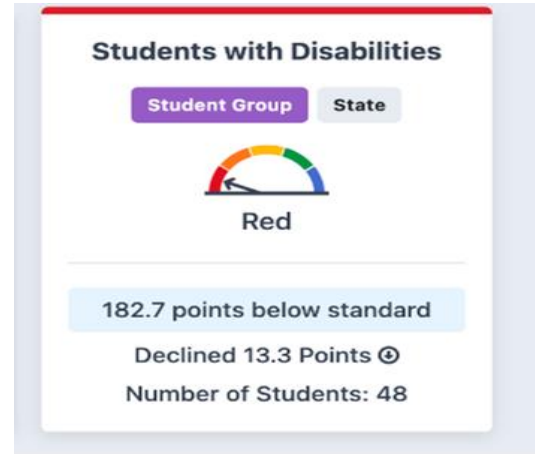 Students with Disabilities
Student Group State
Red
182.7 points below standard
Declined 13.3 Points
Number of Students: 48